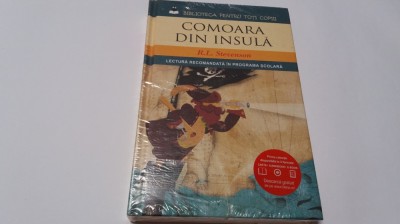 BIBLIOTECA PENTRU TOȚI COPIII
COMOARA
DIN INSULĂ
R.L. Stevenson
LECTURĂ RECOMANDATĂ ÎN PROGRAMA ȘCOLARĂ